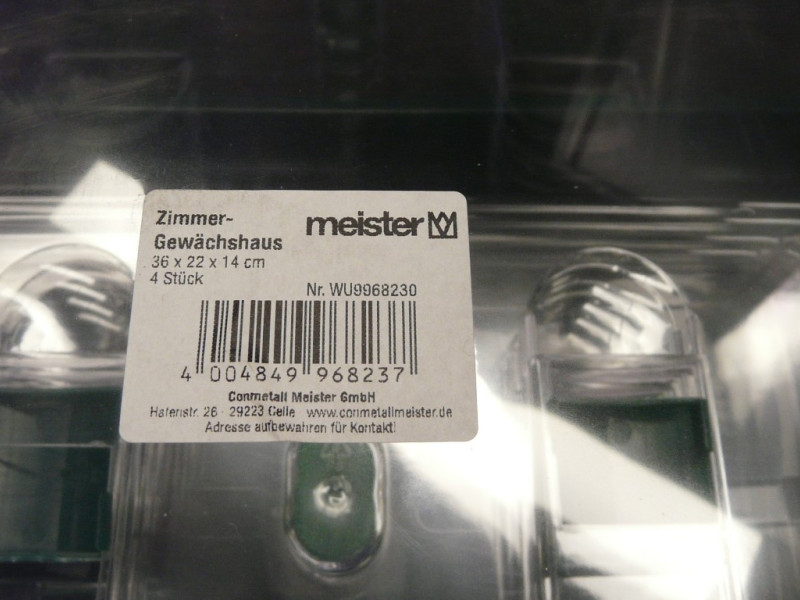 Zimmer-
Gewächshaus
36 x 22 x 14 cm
4 Stück
meister
Nr. WU9968230
4 004849 968237
Conmetall Meister GmbH
Hafenstr. 26 · 29223 Celle www.conmetallmeister.de
Adresse aufbewahren für Kontakt!